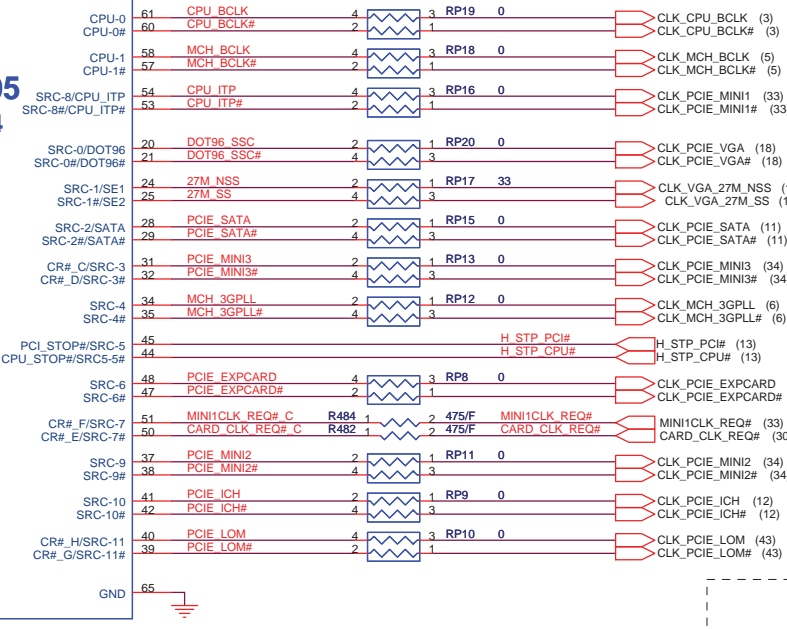 CPU-0 61 CPU_BCLK 4 3 RP19 0 CLK_CPU_BCLK (3)
CPU-0# 60 CPU_BCLK# 2 1 CLK_CPU_BCLK# (3)
CPU-1 58 MCH_BCLK 4 3 RP18 0 CLK_MCH_BCLK (5)
CPU-1# 57 MCH_BCLK# 2 1 CLK_MCH_BCLK# (5)
SRC-8/CPU_ITP 54 CPU_ITP 4 3 RP16 0 CLK_PCIE_MINI1 (33)
SRC-8#/CPU_ITP# 53 CPU_ITP# 2 1 CLK_PCIE_MINI1# (33
SRC-0/DOT96 20 DOT96_SSC 2 1 RP20 0 CLK_PCIE_VGA (18)
SRC-0#/DOT96# 21 DOT96_SSC# 4 3 CLK_PCIE_VGA# (18)
SRC-1/SE1 24 27M_NSS 2 1 RP17 33 CLK_VGA_27M_NSS (1
SRC-1#/SE2 25 27M_SS 4 3 CLK_VGA_27M_SS (1
SRC-2/SATA 28 PCIE_SATA 2 1 RP15 0 CLK_PCIE_SATA (11)
SRC-2#/SATA# 29 PCIE_SATA# 4 3 CLK_PCIE_SATA# (11)
CR#_C/SRC-3 31 PCIE_MINI3 2 1 RP13 0 CLK_PCIE_MINI3 (34)
CR#_D/SRC-3# 32 PCIE_MINI3# 4 3 CLK_PCIE_MINI3# (34
SRC-4 34 MCH_3GPLL 2 1 RP12 0 CLK_MCH_3GPLL (6)
SRC-4# 35 MCH_3GPLL# 4 3 CLK_MCH_3GPLL# (6)
PCI_STOP#/SRC-5 45 H_STP_PCI# H_STP_PCI# (13)
CPU_STOP#/SRC5-5# 44 H_STP_CPU# H_STP_CPU# (13)
SRC-6 48 PCIE_EXPCARD 4 3 RP8 0 CLK_PCIE_EXPCARD
SRC-6# 47 PCIE_EXPCARD# 2 1 CLK_PCIE_EXPCARD#
CR#_F/SRC-7 51 MINI1CLK_REQ#_C R484 1 2 475/F MINI1CLK_REQ# MINI1CLK_REQ# (33)
CR#_E/SRC-7# 50 CARD_CLK_REQ#_C R482 1 2 475/F CARD_CLK_REQ# CARD_CLK_REQ# (30
SRC-9 37 PCIE_MINI2 2 1 RP11 0 CLK_PCIE_MINI2 (34)
SRC-9# 38 PCIE_MINI2# 4 3 CLK_PCIE_MINI2# (34
SRC-10 41 PCIE_ICH 2 1 RP9 0 CLK_PCIE_ICH (12)
SRC-10# 42 PCIE_ICH# 4 3 CLK_PCIE_ICH# (12)
CR#_H/SRC-11 40 PCIE_LOM 4 3 RP10 0 CLK_PCIE_LOM (43)
CR#_G/SRC-11# 39 PCIE_LOM# 2 1 CLK_PCIE_LOM# (43)
GND 65